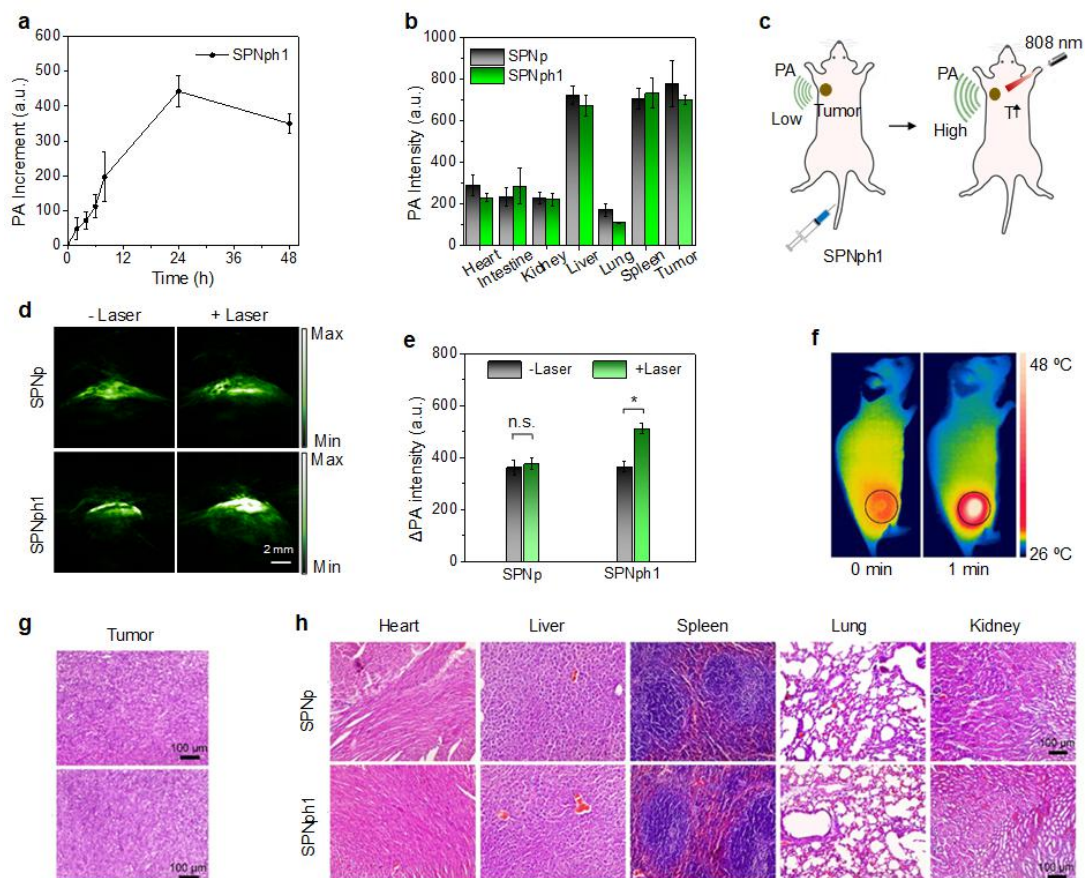 a
600
500
400
300
200
100
0
PA Increment (a.u.)
SPNph1
0 12 24 36 48
Time (h)
b
1000
800
600
400
200
0
PA Intensity (a.u.)
SPNp
SPNph1
Heart
Intestine
Kidney
Liver
Lung
Spleen
Tumor
c
808 nm
PA
Low
Tumor
PA
High
T↑
SPNph1
d
- Laser + Laser
SPNp
SPNph1
Max
Min
Max
Min
2 mm
e
800
600
400
200
0
ΔPA intensity (a.u.)
-Laser +Laser
n.s.
*
SPNp SPNph1
f
48 ºC
26 ºC
0 min 1 min
g
Tumor
100 µm
100 µm
h
Heart Liver Spleen Lung Kidney
SPNp
SPNph1
100 µm
100 µm